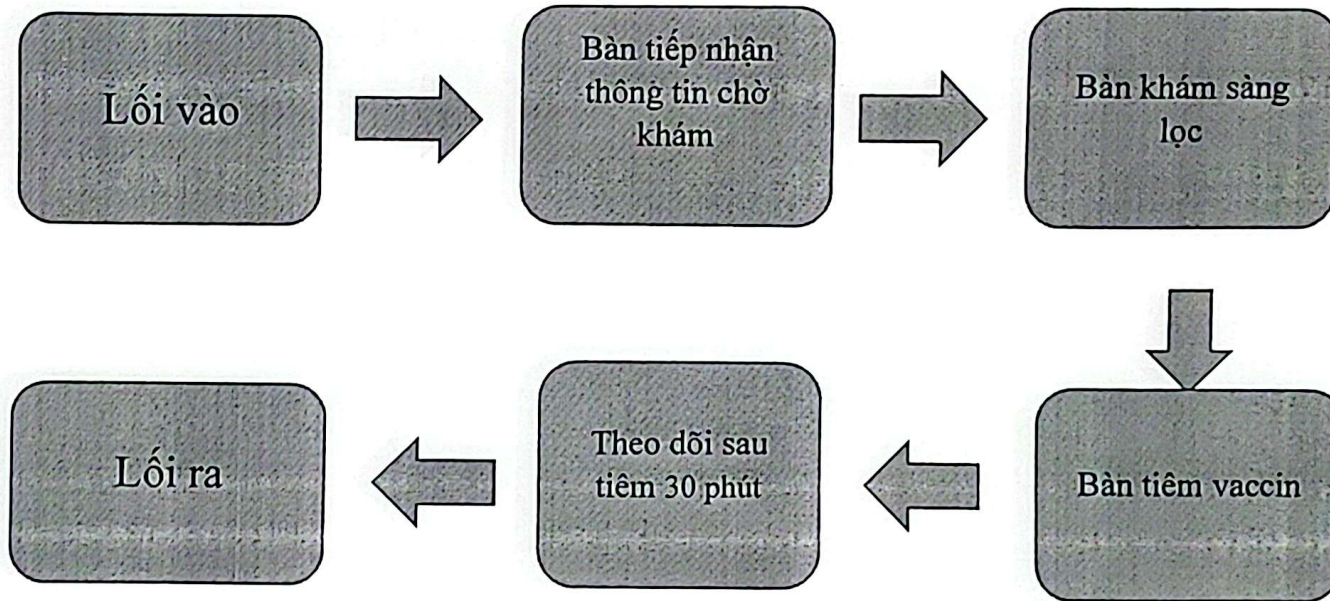 Lối vào
Bàn tiếp nhận
thông tin chờ
khám
Bàn khám sàng
lọc
Bàn tiêm vaccin
Theo dõi sau
tiêm 30 phút
Lối ra